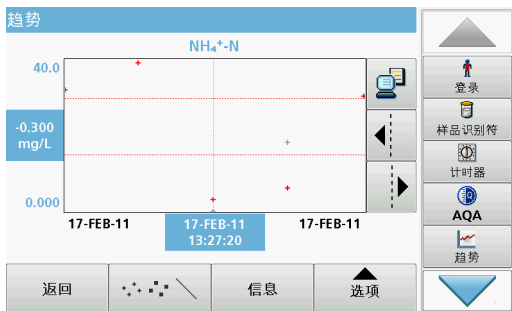 趋势
NH₄⁺-N
40.0
-0.300
mg/L
0.000
17-FEB-11
17-FEB-11
13:27:20
17-FEB-11
返回
信息
选项
登录
样品识别符
计时器
AQA
趋势